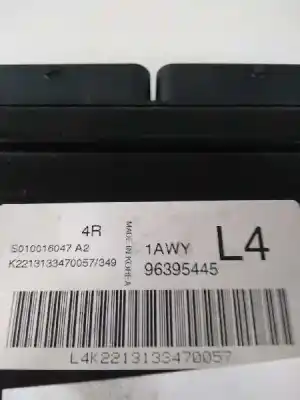 4R
S010016047 A2
K2213133470057/349
MADE IN KOREA
1AWY
L4
96395445
L4K2213133470057